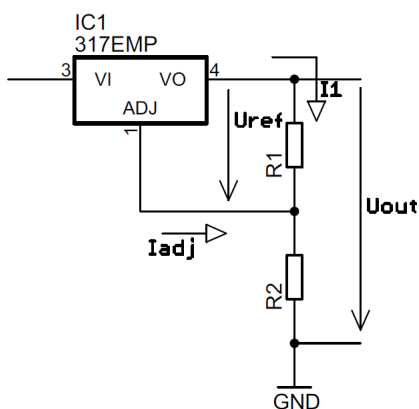 IC1
317EMP
3 VI VO 4
ADJ
1
I1
Uref
R1
Uout
Iadj
R2
GND